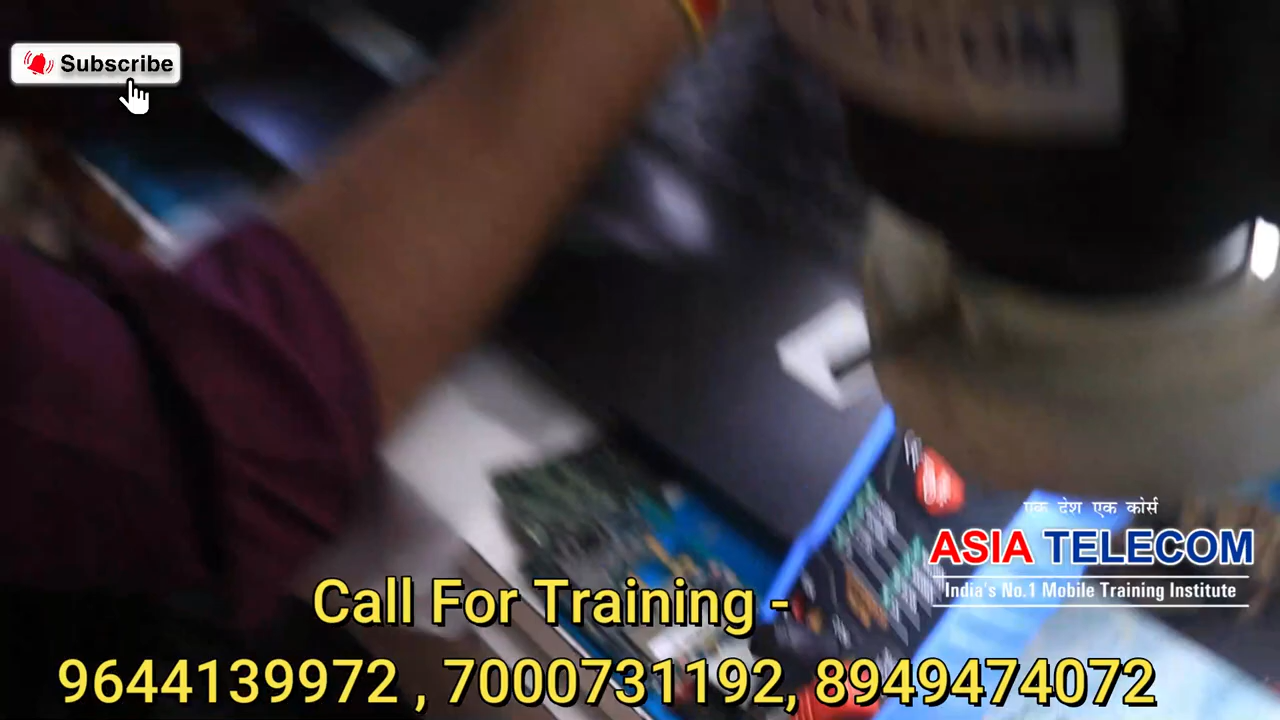 Subscribe
एक देश एक कोर्स
ASIA TELECOM
India's No.1 Mobile Training Institute
Call For Training -
9644139972 , 7000731192, 8949474072